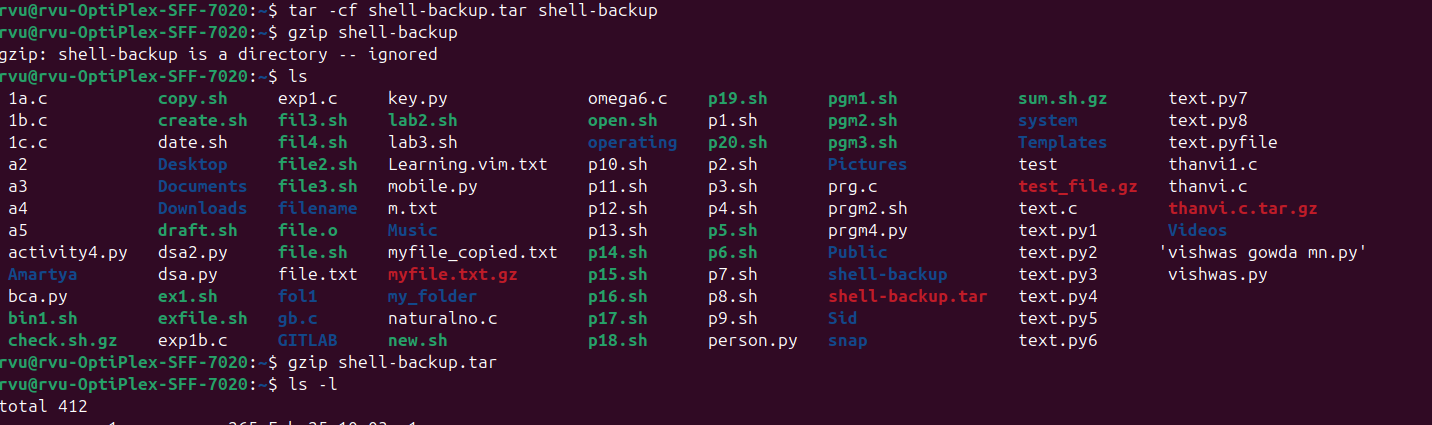 rvu@rvu-OptiPlex-SFF-7020:~$ tar -cf shell-backup.tar shell-backup
rvu@rvu-OptiPlex-SFF-7020:~$ gzip shell-backup
gzip: shell-backup is a directory -- ignored
rvu@rvu-OptiPlex-SFF-7020:~$ ls
1a.c copy.sh exp1.c key.py omega6.c p19.sh pgm1.sh sum.sh.gz text.py7
1b.c create.sh fil3.sh lab2.sh open.sh p1.sh pgm2.sh system text.py8
1c.c date.sh fil4.sh lab3.sh operating p20.sh pgm3.sh Templates text.pyfile
a2 Desktop file2.sh Learning.vim.txt p10.sh p2.sh Pictures test thanvi1.c
a3 Documents file3.sh mobile.py p11.sh p3.sh prg.c test_file.gz thanvi.c
a4 Downloads filename m.txt p12.sh p4.sh prgm2.sh text.c thanvi.c.tar.gz
a5 draft.sh file.o Music p13.sh p5.sh prgm4.py text.py1 Videos
activity4.py dsa2.py file.sh myfile_copied.txt p14.sh p6.sh Public text.py2 'vishwas gowda mn.py'
Amartya dsa.py file.txt myfile.txt.gz p15.sh p7.sh shell-backup text.py3 vishwas.py
bca.py ex1.sh fol1 my_folder p16.sh p8.sh shell-backup.tar text.py4
bin1.sh exfile.sh gb.c naturalno.c p17.sh p9.sh Sid text.py5
check.sh.gz exp1b.c GITLAB new.sh p18.sh person.py snap text.py6
rvu@rvu-OptiPlex-SFF-7020:~$ gzip shell-backup.tar
rvu@rvu-OptiPlex-SFF-7020:~$ ls -l
total 412